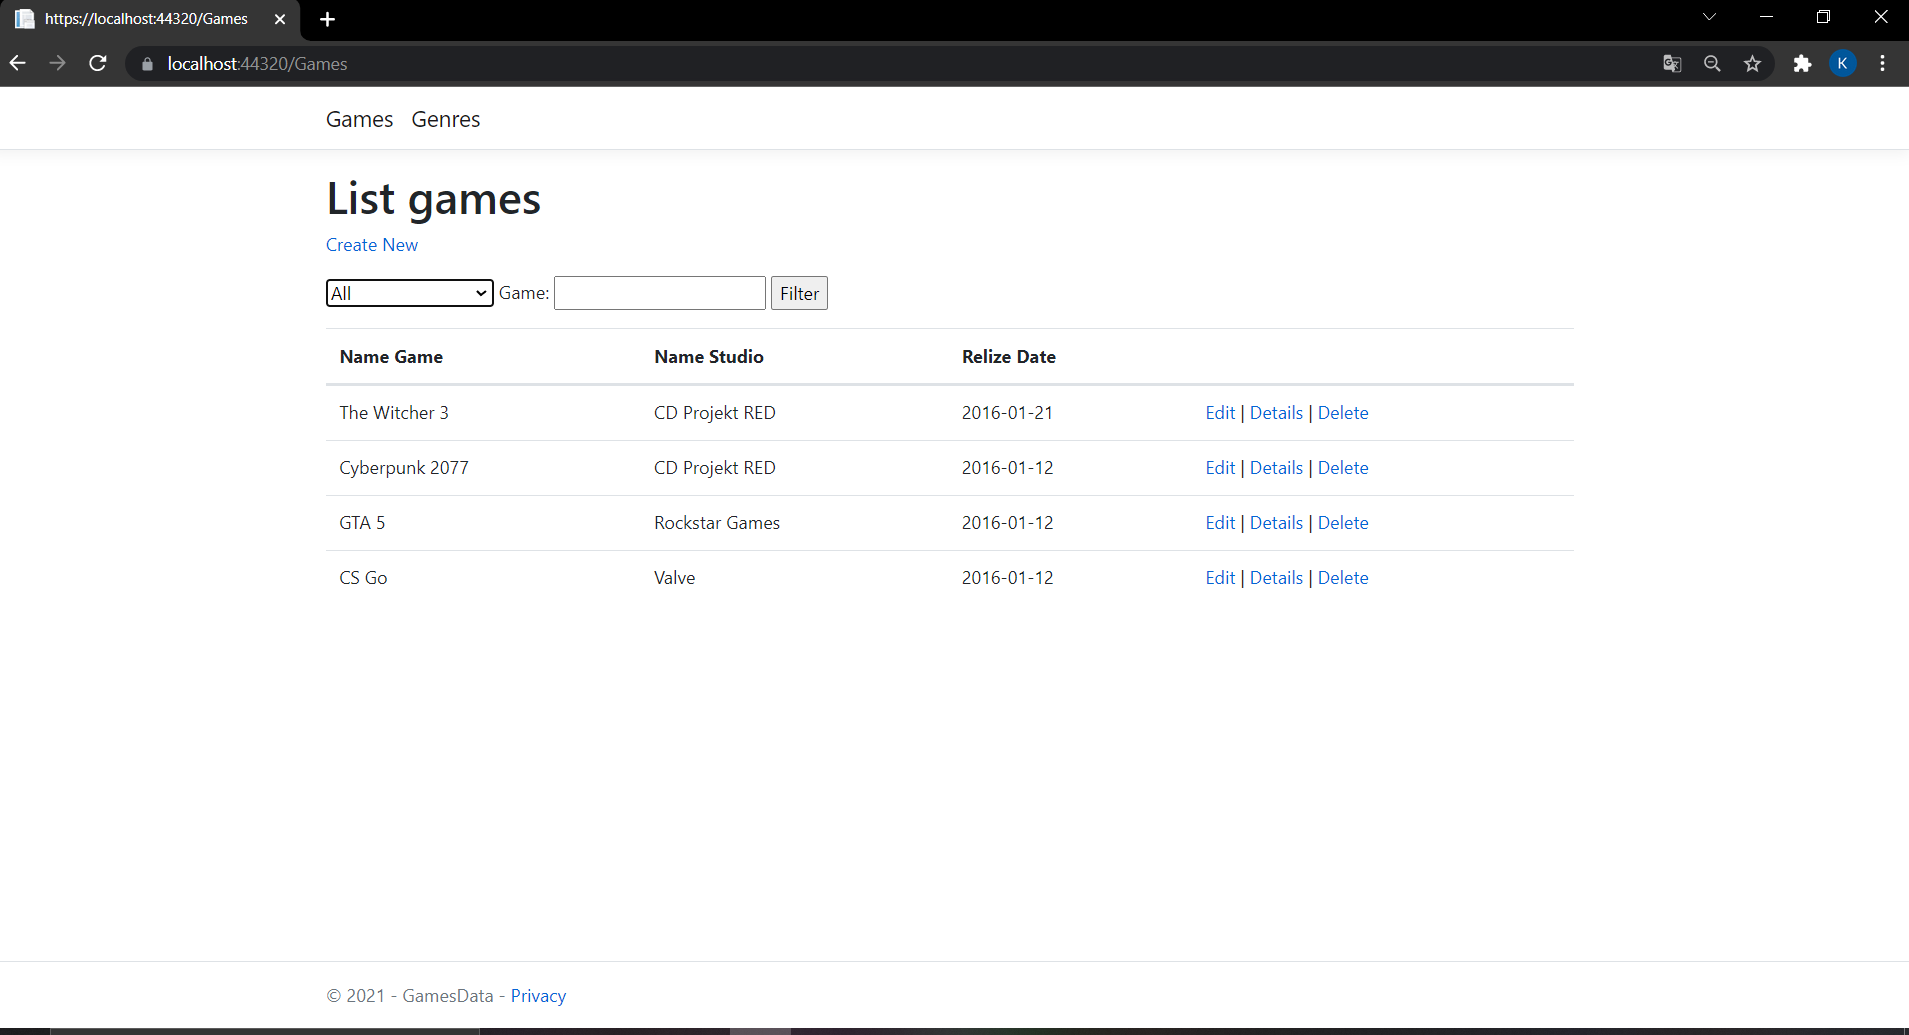 https://localhost:44320/Games
localhost:44320/Games
K
Games Genres
List games
Create New
All Game: Filter
Name Game Name Studio Relize Date
The Witcher 3 CD Projekt RED 2016-01-21 Edit | Details | Delete
Cyberpunk 2077 CD Projekt RED 2016-01-12 Edit | Details | Delete
GTA 5 Rockstar Games 2016-01-12 Edit | Details | Delete
CS Go Valve 2016-01-12 Edit | Details | Delete
© 2021 - GamesData - Privacy